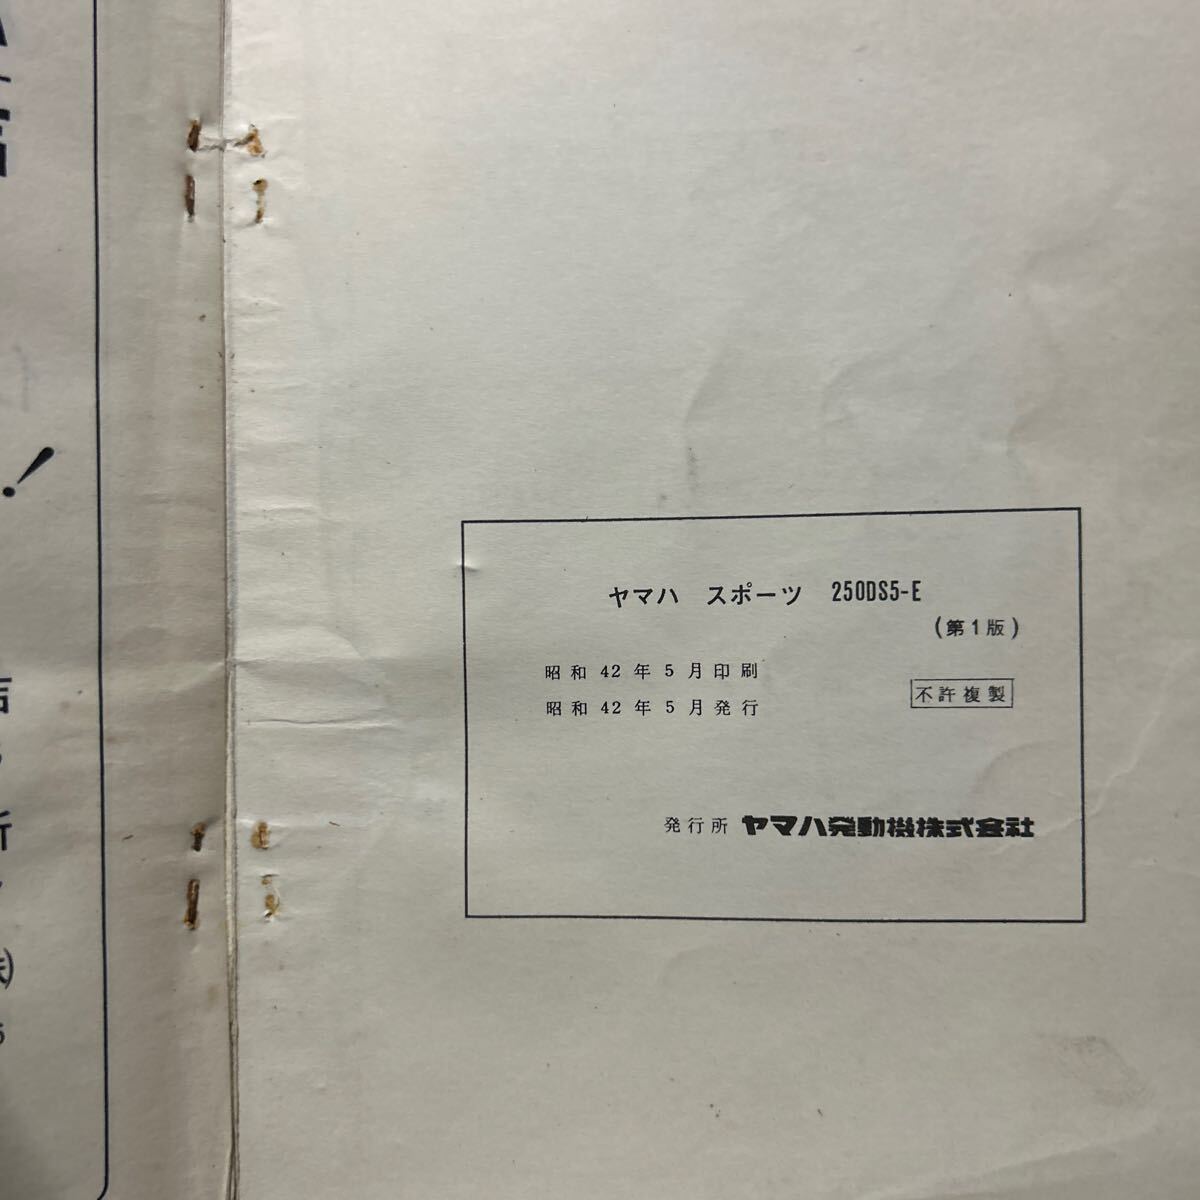 ヤマハ スポーツ 250DS5-E
(第1版)
昭和42年5月印刷
昭和42年5月発行
不許複製
発行所 ヤマハ発動機株式会社